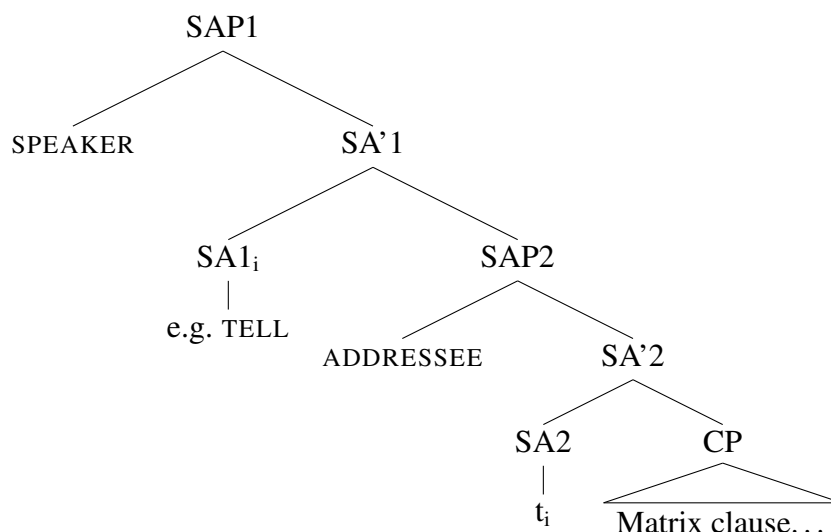 SAP1
SPEAKER SA’1
SA1i SAP2
e.g. TELL ADDRESSEE SA’2
SA2 CP
ti Matrix clause...